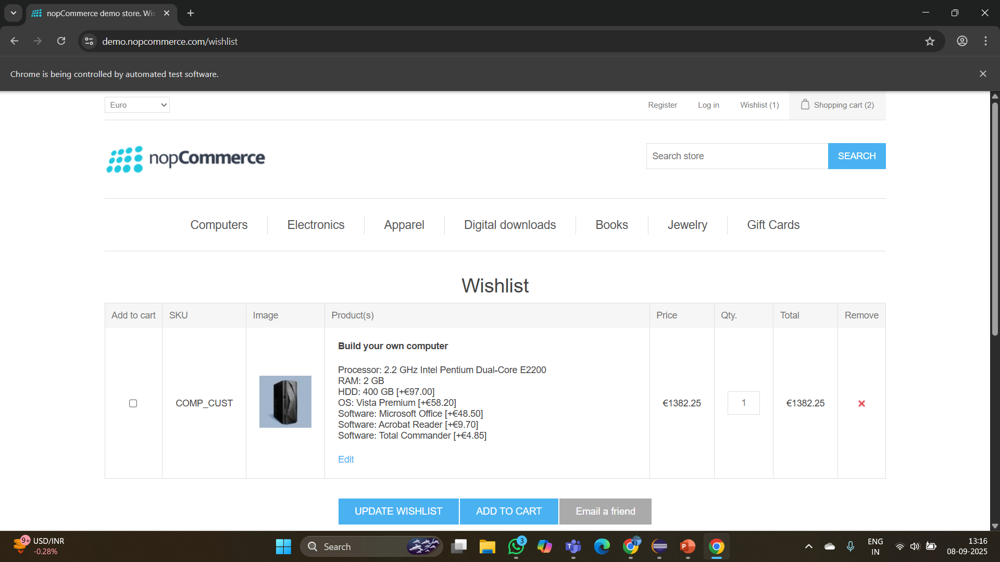 nopCommerce demo store. Wis
demo.nopcommerce.com/wishlist
Chrome is being controlled by automated test software.
Euro
Register
Log in
Wishlist (1)
Shopping cart (2)
nopCommerce
Search store
SEARCH
Computers
Electronics
Apparel
Digital downloads
Books
Jewelry
Gift Cards
Wishlist
Add to cart SKU Image Product(s) Price Qty. Total Remove
Build your own computer
Processor: 2.2 GHz Intel Pentium Dual-Core E2200
RAM: 2 GB
HDD: 400 GB [+€97.00]
OS: Vista Premium [+€58.20]
Software: Microsoft Office [+€48.50]
Software: Acrobat Reader [+€9.70]
Software: Total Commander [+€4.85]
Edit
COMP_CUST
€1382.25
1
€1382.25
UPDATE WISHLIST
ADD TO CART
Email a friend
9+
USD/INR
-0.28%
Search
3
T
P
ENG
IN
13:16
08-09-2025